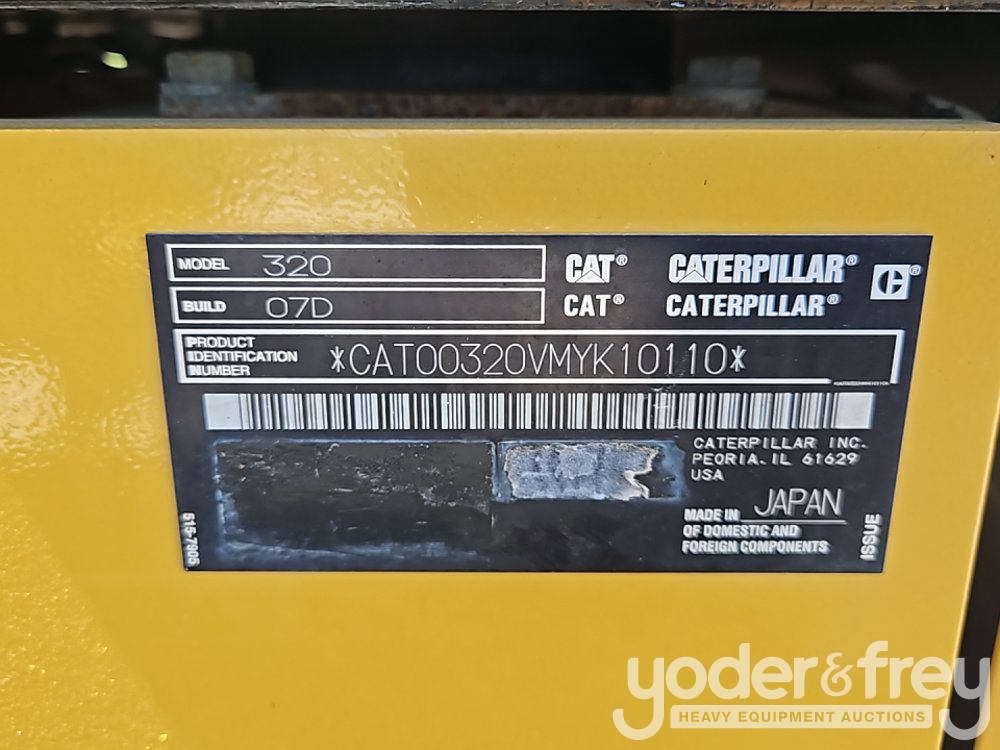 MODEL 320
CAT® CATERPILLAR®
BUILD 07D
CAT® CATERPILLAR®
PRODUCT
IDENTIFICATION
NUMBER
*CAT00320VMYK10110*
CATERPILLAR INC.
PEORIA, IL 61629
USA
MADE IN JAPAN
OF DOMESTIC AND
FOREIGN COMPONENTS
515-7905
ISSUE
yoder&frey
HEAVY EQUIPMENT AUCTIONS